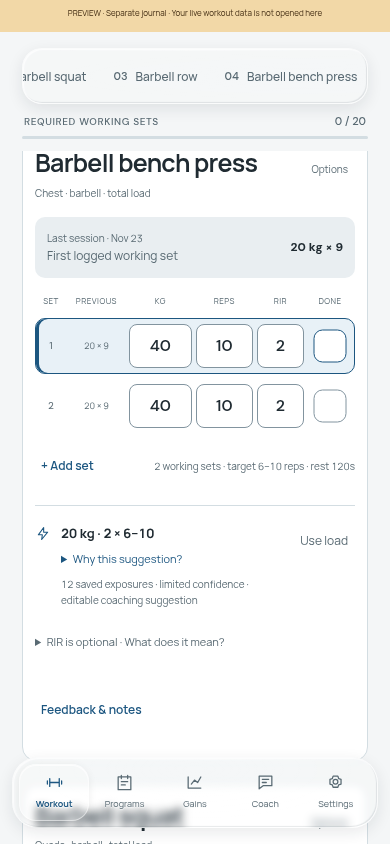 PREVIEW · Separate journal · Your live workout data is not opened here
arbell squat 03 Barbell row 04 Barbell bench press
REQUIRED WORKING SETS 0 / 20
Barbell bench press
Options
Chest · barbell · total load
Last session · Nov 23
First logged working set
20 kg × 9
SET PREVIOUS KG REPS RIR DONE
1 20 × 9 40 10 2
2 20 × 9 40 10 2
+ Add set 2 working sets · target 6–10 reps · rest 120s
20 kg · 2 × 6–10
Use load
Why this suggestion?
12 saved exposures · limited confidence ·
editable coaching suggestion
RIR is optional · What does it mean?
Feedback & notes
Workout Programs Gains Coach Settings
Barbell squat